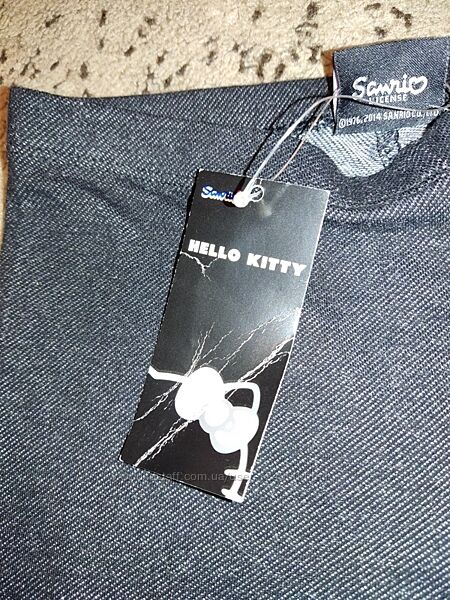 Sanrio
LICENSE
©1976, 2014 SANRIO CO., LTD.
Sanrio
HELLO KITTY